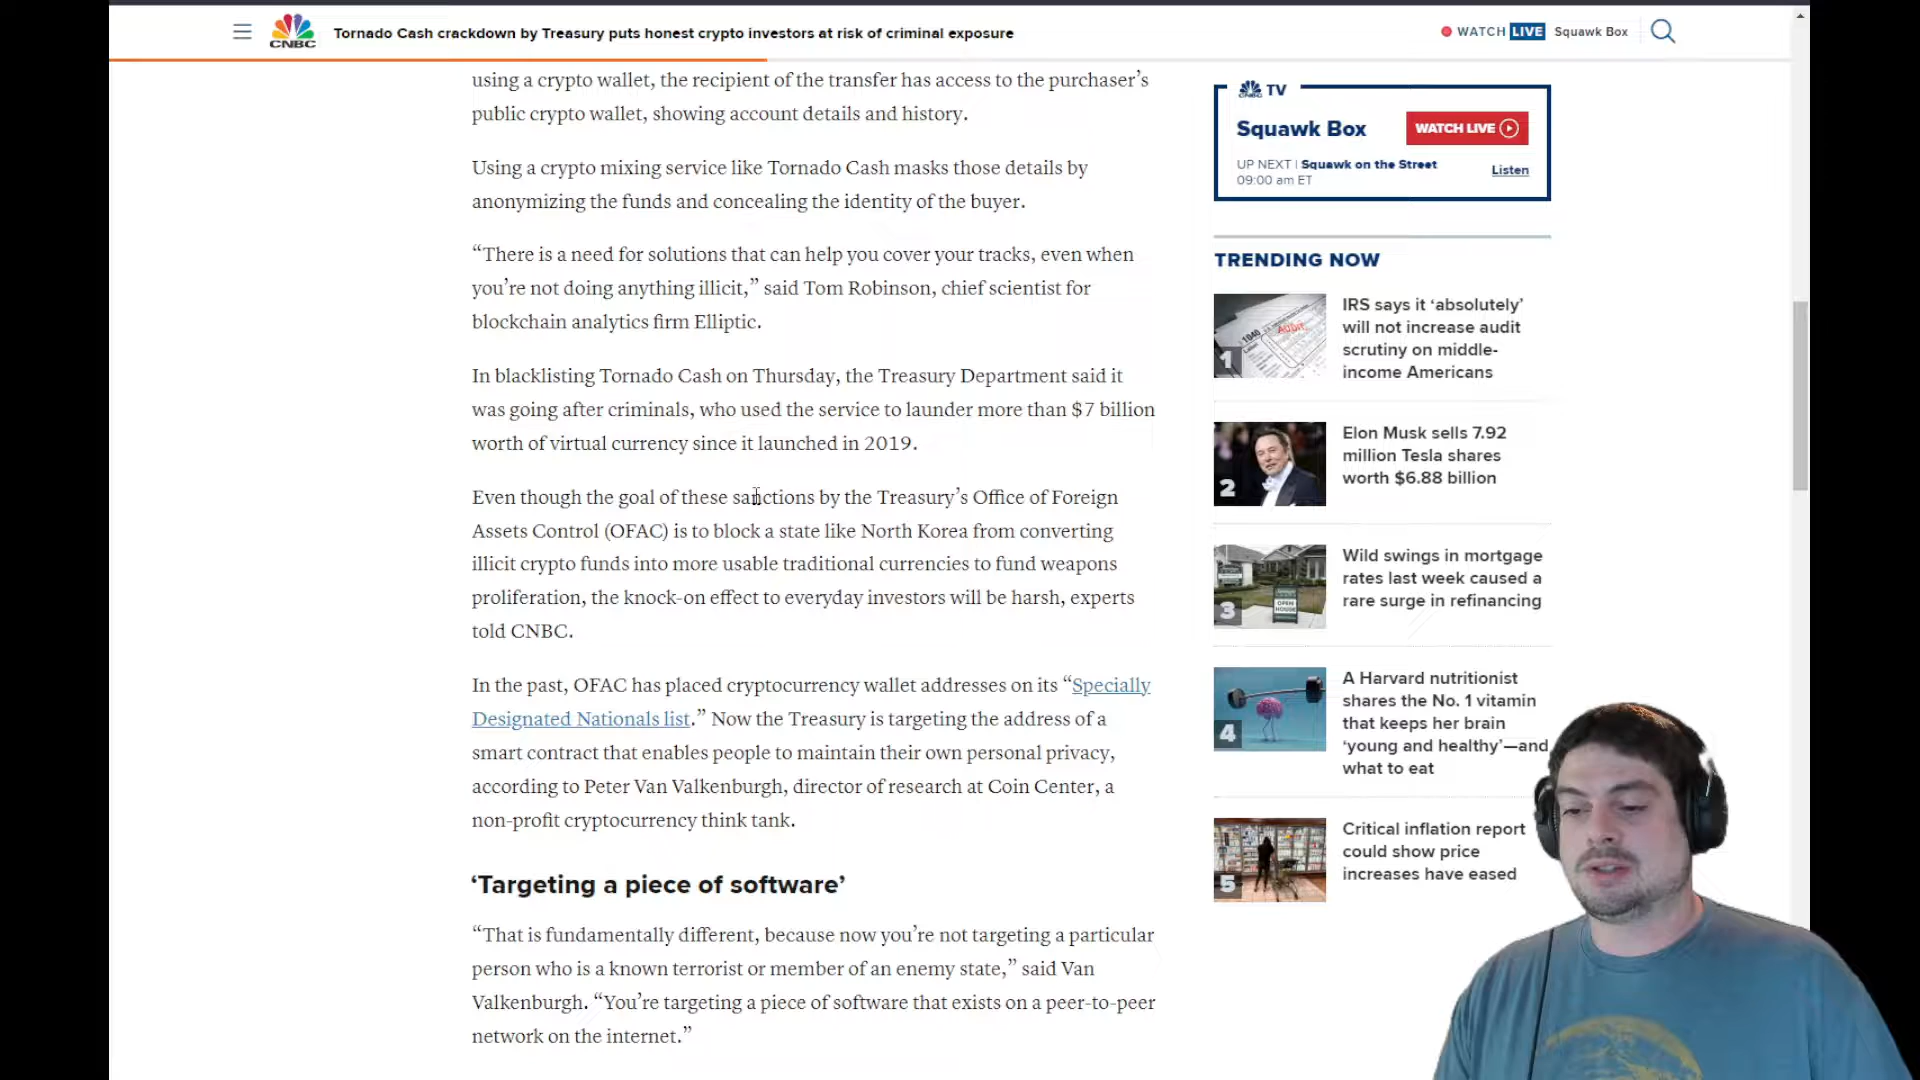 CNBC
Tornado Cash crackdown by Treasury puts honest crypto investors at risk of criminal exposure
WATCH LIVE Squawk Box
using a crypto wallet, the recipient of the transfer has access to the purchaser’s
public crypto wallet, showing account details and history.
Using a crypto mixing service like Tornado Cash masks those details by
anonymizing the funds and concealing the identity of the buyer.
“There is a need for solutions that can help you cover your tracks, even when
you’re not doing anything illicit,” said Tom Robinson, chief scientist for
blockchain analytics firm Elliptic.
In blacklisting Tornado Cash on Thursday, the Treasury Department said it
was going after criminals, who used the service to launder more than $7 billion
worth of virtual currency since it launched in 2019.
Even though the goal of these sanctions by the Treasury’s Office of Foreign
Assets Control (OFAC) is to block a state like North Korea from converting
illicit crypto funds into more usable traditional currencies to fund weapons
proliferation, the knock-on effect to everyday investors will be harsh, experts
told CNBC.
In the past, OFAC has placed cryptocurrency wallet addresses on its “Specially
Designated Nationals list.” Now the Treasury is targeting the address of a
smart contract that enables people to maintain their own personal privacy,
according to Peter Van Valkenburgh, director of research at Coin Center, a
non-profit cryptocurrency think tank.
‘Targeting a piece of software’
“That is fundamentally different, because now you’re not targeting a particular
person who is a known terrorist or member of an enemy state,” said Van
Valkenburgh. “You’re targeting a piece of software that exists on a peer-to-peer
network on the internet.”
TV
Squawk Box
WATCH LIVE
UP NEXT | Squawk on the Street
09:00 am ET
Listen
TRENDING NOW
1040
AUDIT
1
IRS says it ‘absolutely’
will not increase audit
scrutiny on middle-
income Americans
2
Elon Musk sells 7.92
million Tesla shares
worth $6.88 billion
OPEN
HOUSE
3
Wild swings in mortgage
rates last week caused a
rare surge in refinancing
4
A Harvard nutritionist
shares the No. 1 vitamin
that keeps her brain
‘young and healthy’—and
what to eat
5
Critical inflation report
could show price
increases have eased